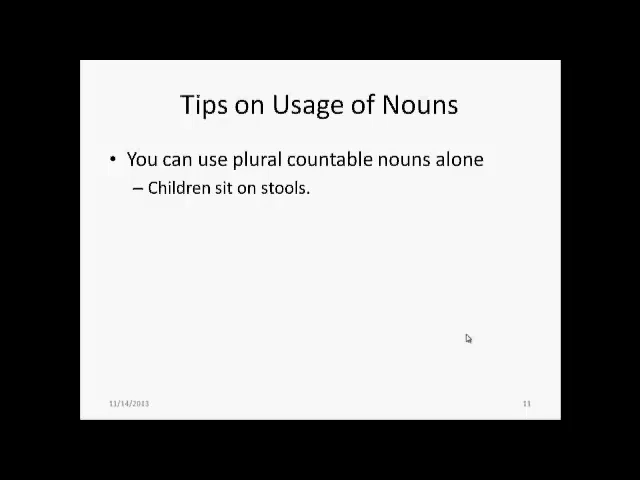 Tips on Usage of Nouns
• You can use plural countable nouns alone
– Children sit on stools.
11/14/2013
11